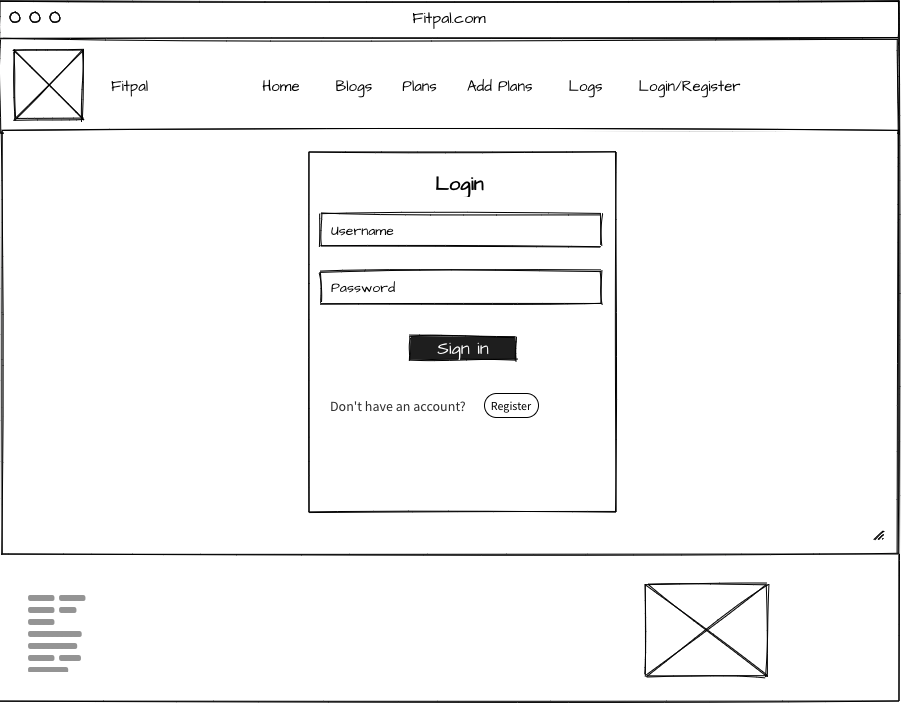 Fitpal.com
Fitpal Home Blogs Plans Add Plans Logs Login/Register
Login
Username
Password
Sign in
Don't have an account? Register